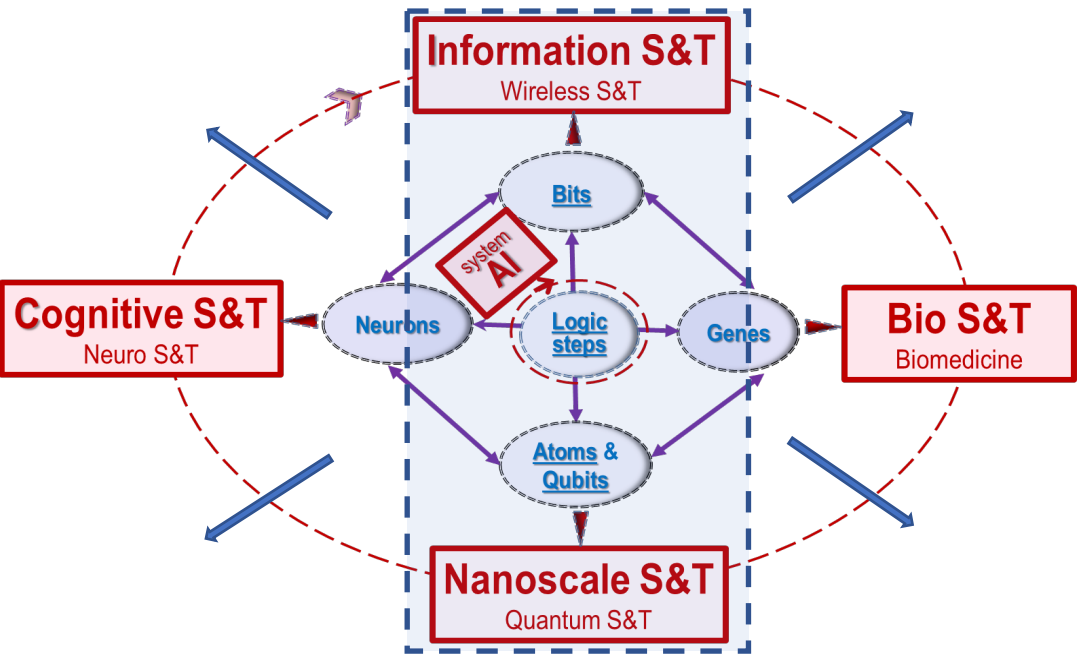 Information S&T
Wireless S&T
Bits
system
AI
Cognitive S&T
Neuro S&T
Neurons
Logic
steps
Genes
Bio S&T
Biomedicine
Atoms &
Qubits
Nanoscale S&T
Quantum S&T